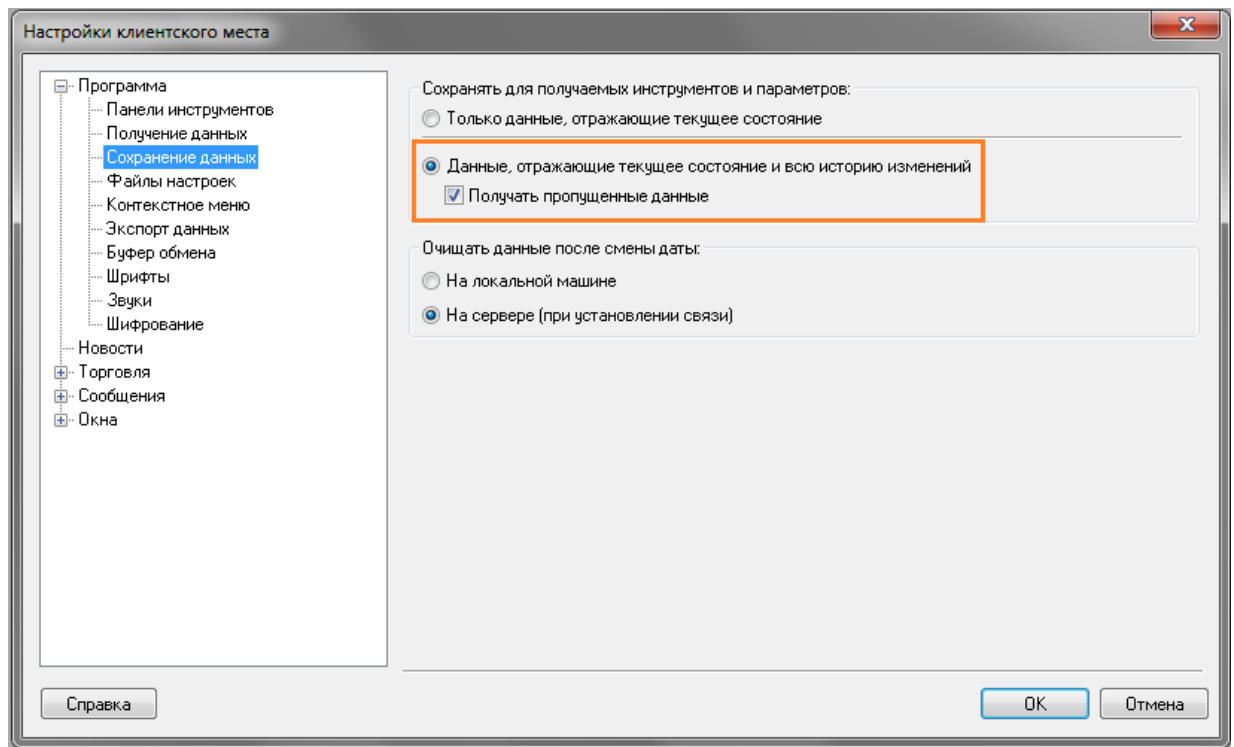 Настройки клиентского места
Программа
Панели инструментов
Получение данных
Сохранение данных
Файлы настроек
Контекстное меню
Экспорт данных
Буфер обмена
Шрифты
Звуки
Шифрование
Новости
Торговля
Сообщения
Окна
Сохранять для получаемых инструментов и параметров:
Только данные, отражающие текущее состояние
Данные, отражающие текущее состояние и всю историю изменений
Получать пропущенные данные
Очищать данные после смены даты:
На локальной машине
На сервере (при установлении связи)
Справка
OK
Отмена